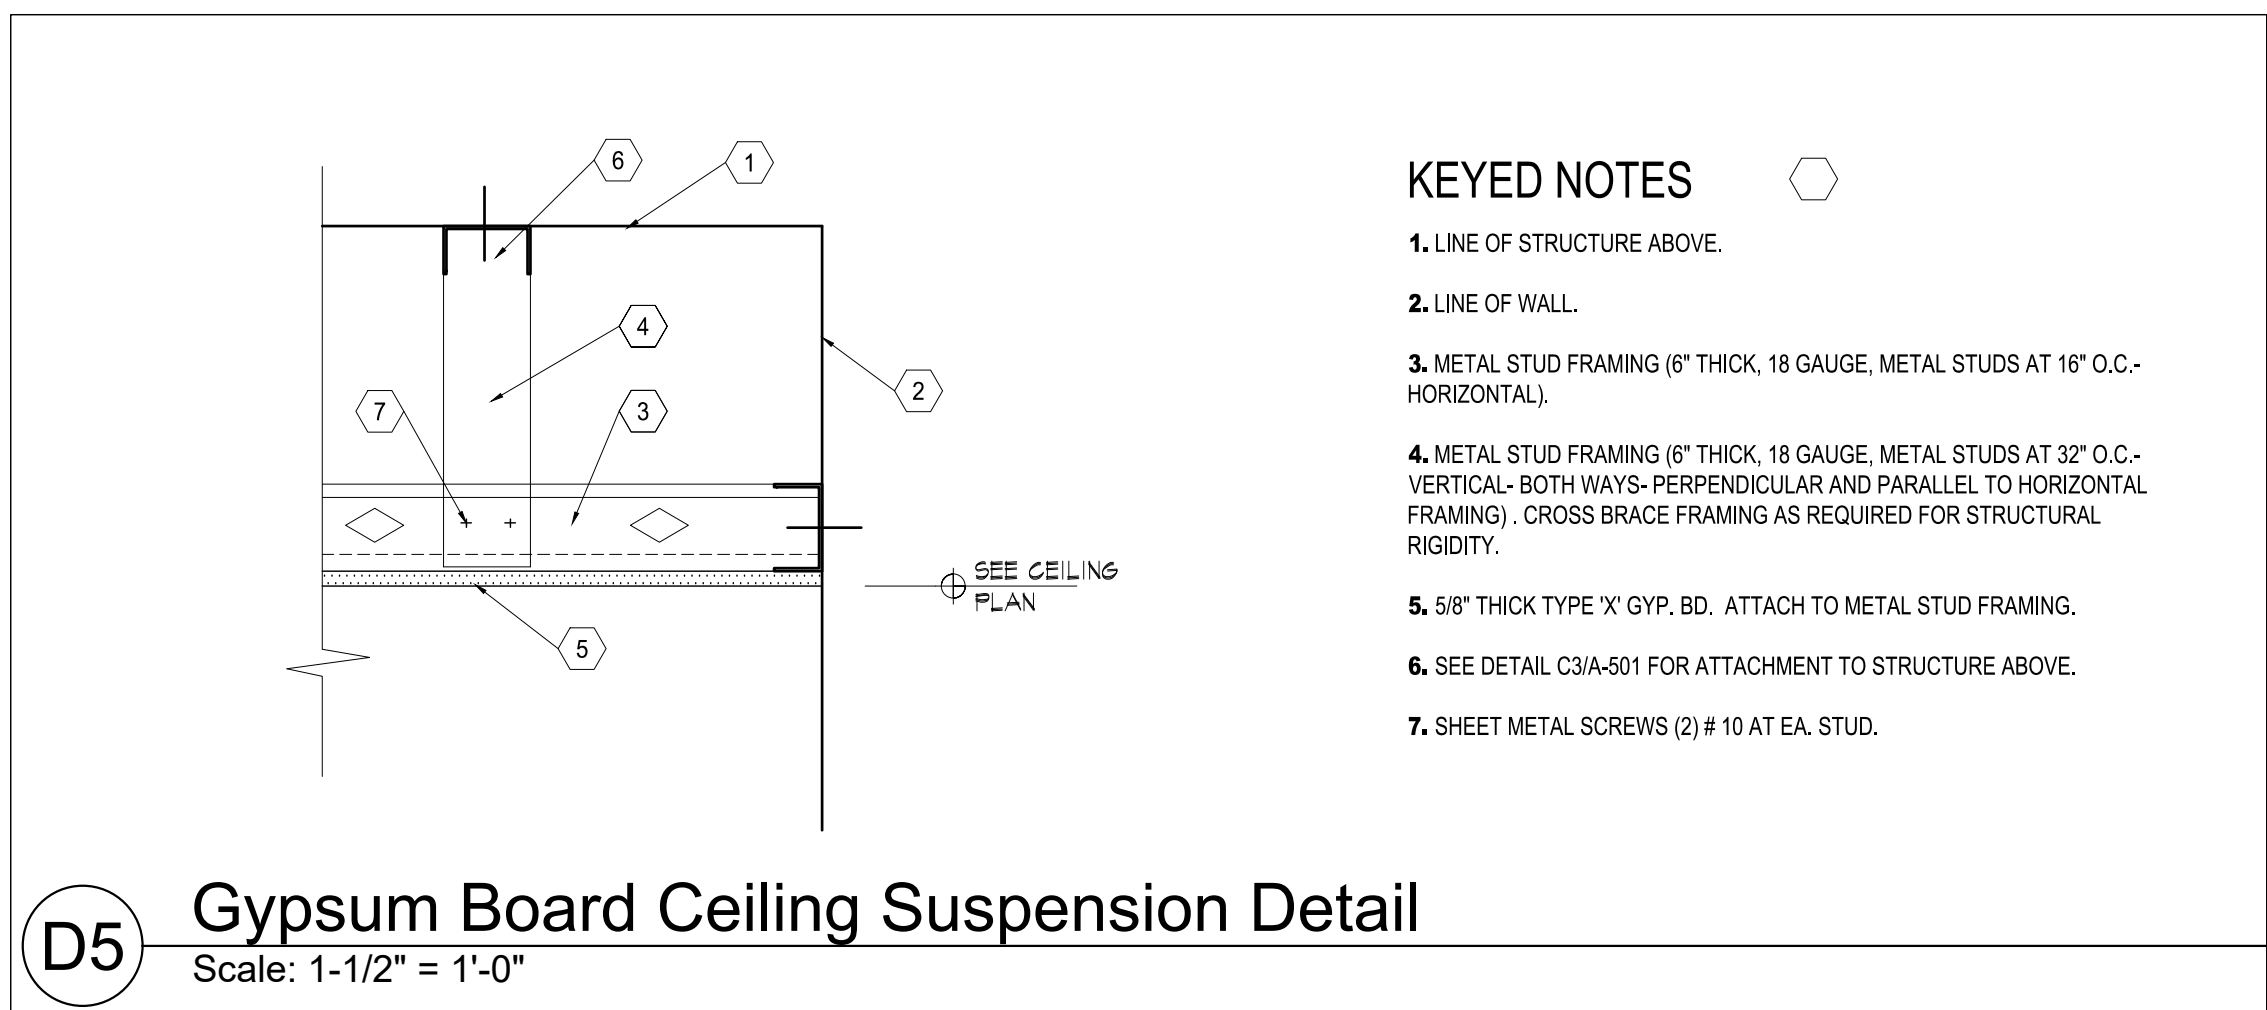 6
1
4
7
3
2
5
SEE CEILING
PLAN
KEYED NOTES
1. LINE OF STRUCTURE ABOVE.
2. LINE OF WALL.
3. METAL STUD FRAMING (6" THICK, 18 GAUGE, METAL STUDS AT 16" O.C.-
HORIZONTAL).
4. METAL STUD FRAMING (6" THICK, 18 GAUGE, METAL STUDS AT 32" O.C.-
VERTICAL- BOTH WAYS- PERPENDICULAR AND PARALLEL TO HORIZONTAL
FRAMING) . CROSS BRACE FRAMING AS REQUIRED FOR STRUCTURAL
RIGIDITY.
5. 5/8" THICK TYPE 'X' GYP. BD.  ATTACH TO METAL STUD FRAMING.
6. SEE DETAIL C3/A-501 FOR ATTACHMENT TO STRUCTURE ABOVE.
7. SHEET METAL SCREWS (2) # 10 AT EA. STUD.
D5
Gypsum Board Ceiling Suspension Detail
Scale: 1-1/2" = 1'-0"